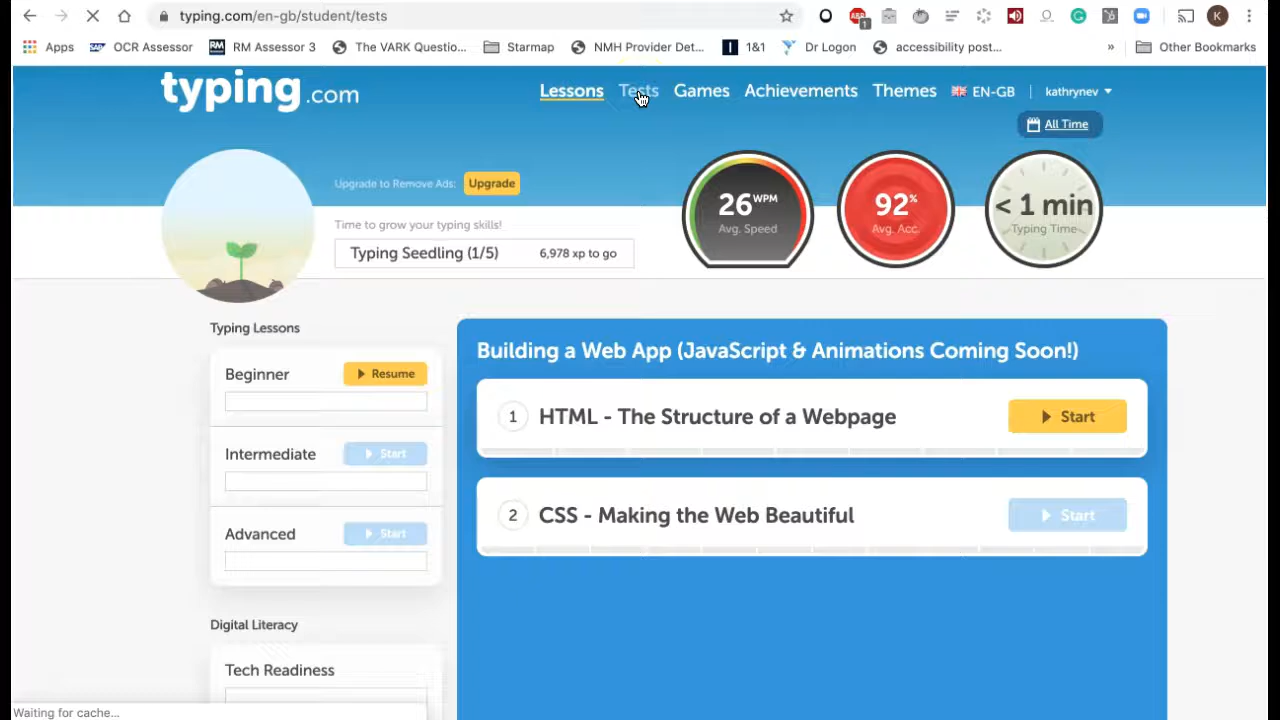 typing.com/en-gb/student/tests
K
Apps
OCR Assessor
RM
RM Assessor 3
The VARK Questio...
Starmap
NMH Provider Det...
1&1
Dr Logon
accessibility post...
»
Other Bookmarks
typing.com
Lessons
Tests
Games
Achievements
Themes
EN-GB
kathrynev
All Time
Upgrade to Remove Ads:
Upgrade
Time to grow your typing skills!
Typing Seedling (1/5)
6,978 xp to go
26 WPM
Avg. Speed
92%
Avg. Acc.
< 1 min
Typing Time
Typing Lessons
Beginner
Resume
Intermediate
Start
Advanced
Start
Digital Literacy
Tech Readiness
Building a Web App (JavaScript & Animations Coming Soon!)
1 HTML - The Structure of a Webpage
Start
2 CSS - Making the Web Beautiful
Start
Waiting for cache...